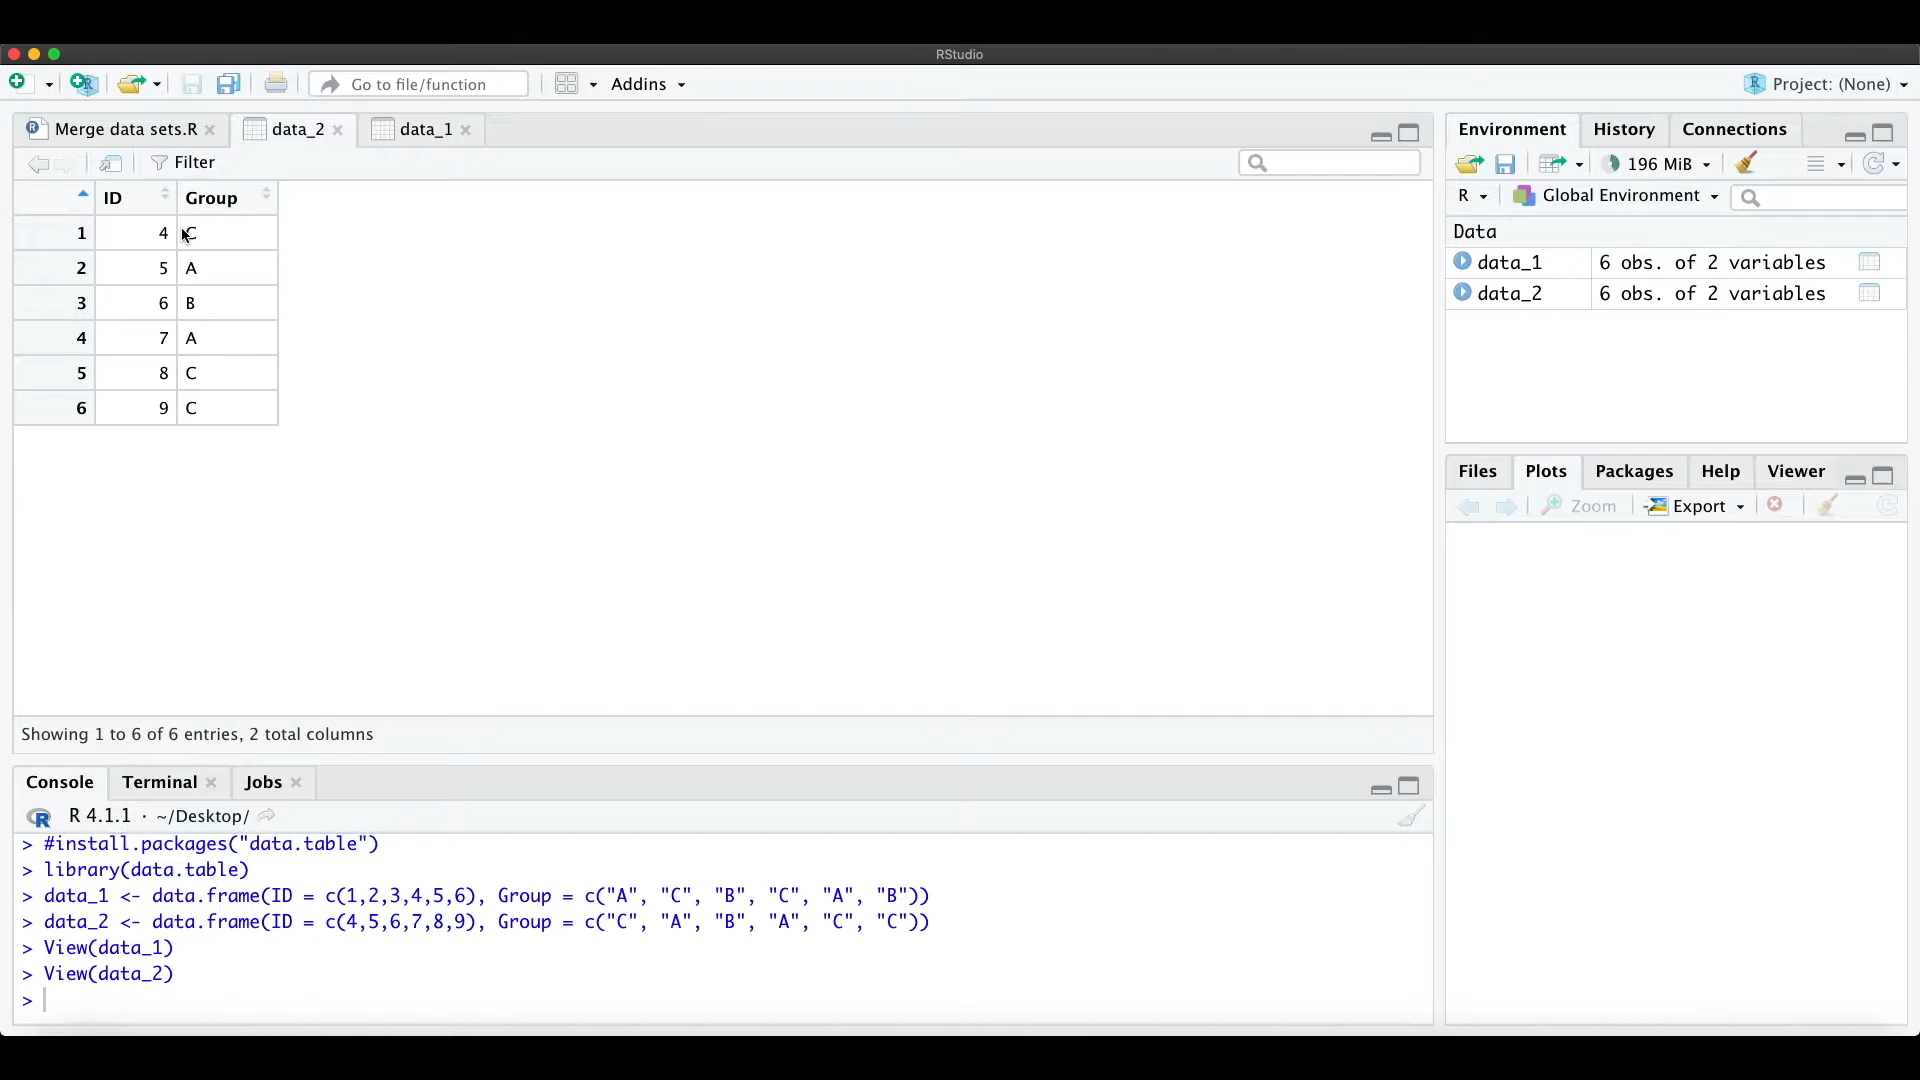 RStudio
Go to file/function
Addins
Project: (None)
Merge data sets.R
data_2
data_1
Filter
ID Group
1 4 C
2 5 A
3 6 B
4 7 A
5 8 C
6 9 C
Showing 1 to 6 of 6 entries, 2 total columns
Console Terminal Jobs
R 4.1.1 · ~/Desktop/
> #install.packages("data.table")
> library(data.table)
> data_1 <- data.frame(ID = c(1,2,3,4,5,6), Group = c("A", "C", "B", "C", "A", "B"))
> data_2 <- data.frame(ID = c(4,5,6,7,8,9), Group = c("C", "A", "B", "A", "C", "C"))
> View(data_1)
> View(data_2)
>
Environment History Connections
196 MiB
R Global Environment
Data
data_1 6 obs. of 2 variables
data_2 6 obs. of 2 variables
Files Plots Packages Help Viewer
Zoom Export